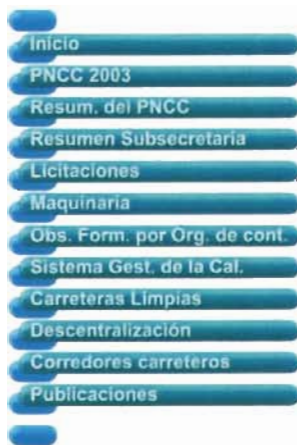 Inicio
PNCC 2003
Resum. del PNCC
Resumen Subsecretaría
Licitaciones
Maquinaria
Obs. Form. por Org. de cont.
Sistema Gest. de la Cal.
Carreteras Limpias
Descentralización
Corredores carreteros
Publicaciones